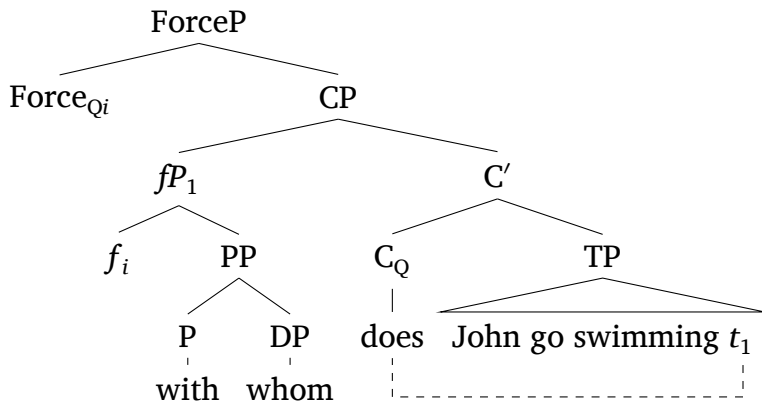 ForceP
Force_Qi CP
fP_1 C′
f_i PP C_Q TP
P DP does John go swimming t_1
with whom